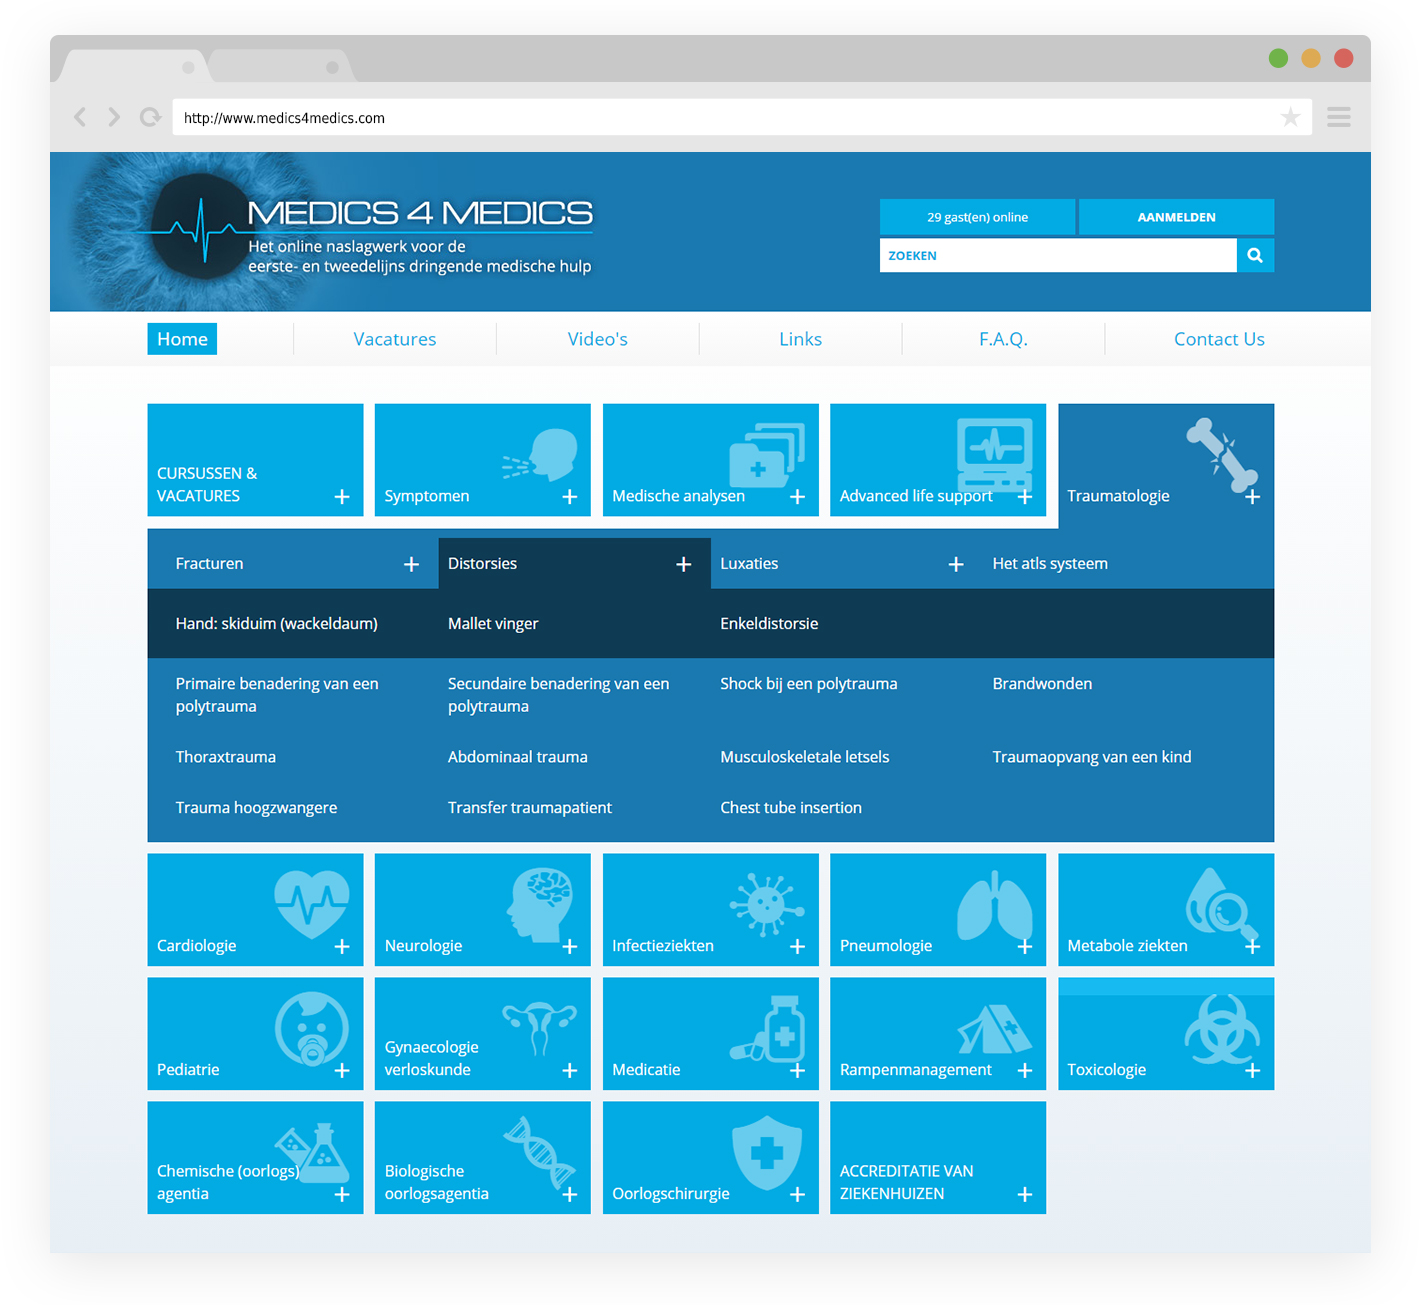 http://www.medics4medics.com
MEDICS 4 MEDICS
Het online naslagwerk voor de
eerste- en tweedelijns dringende medische hulp
29 gast(en) online
AANMELDEN
ZOEKEN
Home
Vacatures
Video's
Links
F.A.Q.
Contact Us
CURSUSSEN &
VACATURES
+
Symptomen
+
Medische analysen
+
Advanced life support
+
Traumatologie
+
Fracturen
+
Distorsies
+
Luxaties
+
Het atls systeem
Hand: skiduim (wackeldaum)
Mallet vinger
Enkeldistorsie
Primaire benadering van een
polytrauma
Secundaire benadering van een
polytrauma
Shock bij een polytrauma
Brandwonden
Thoraxtrauma
Abdominaal trauma
Musculoskeletale letsels
Traumaopvang van een kind
Trauma hoogzwangere
Transfer traumapatient
Chest tube insertion
Cardiologie
+
Neurologie
+
Infectieziekten
+
Pneumologie
+
Metabole ziekten
+
Pediatrie
+
Gynaecologie
verloskunde
+
Medicatie
+
Rampenmanagement
+
Toxicologie
+
Chemische (oorlogs)
agentia
+
Biologische
oorlogsagentia
+
Oorlogschirurgie
+
ACCREDITATIE VAN
ZIEKENHUIZEN
+